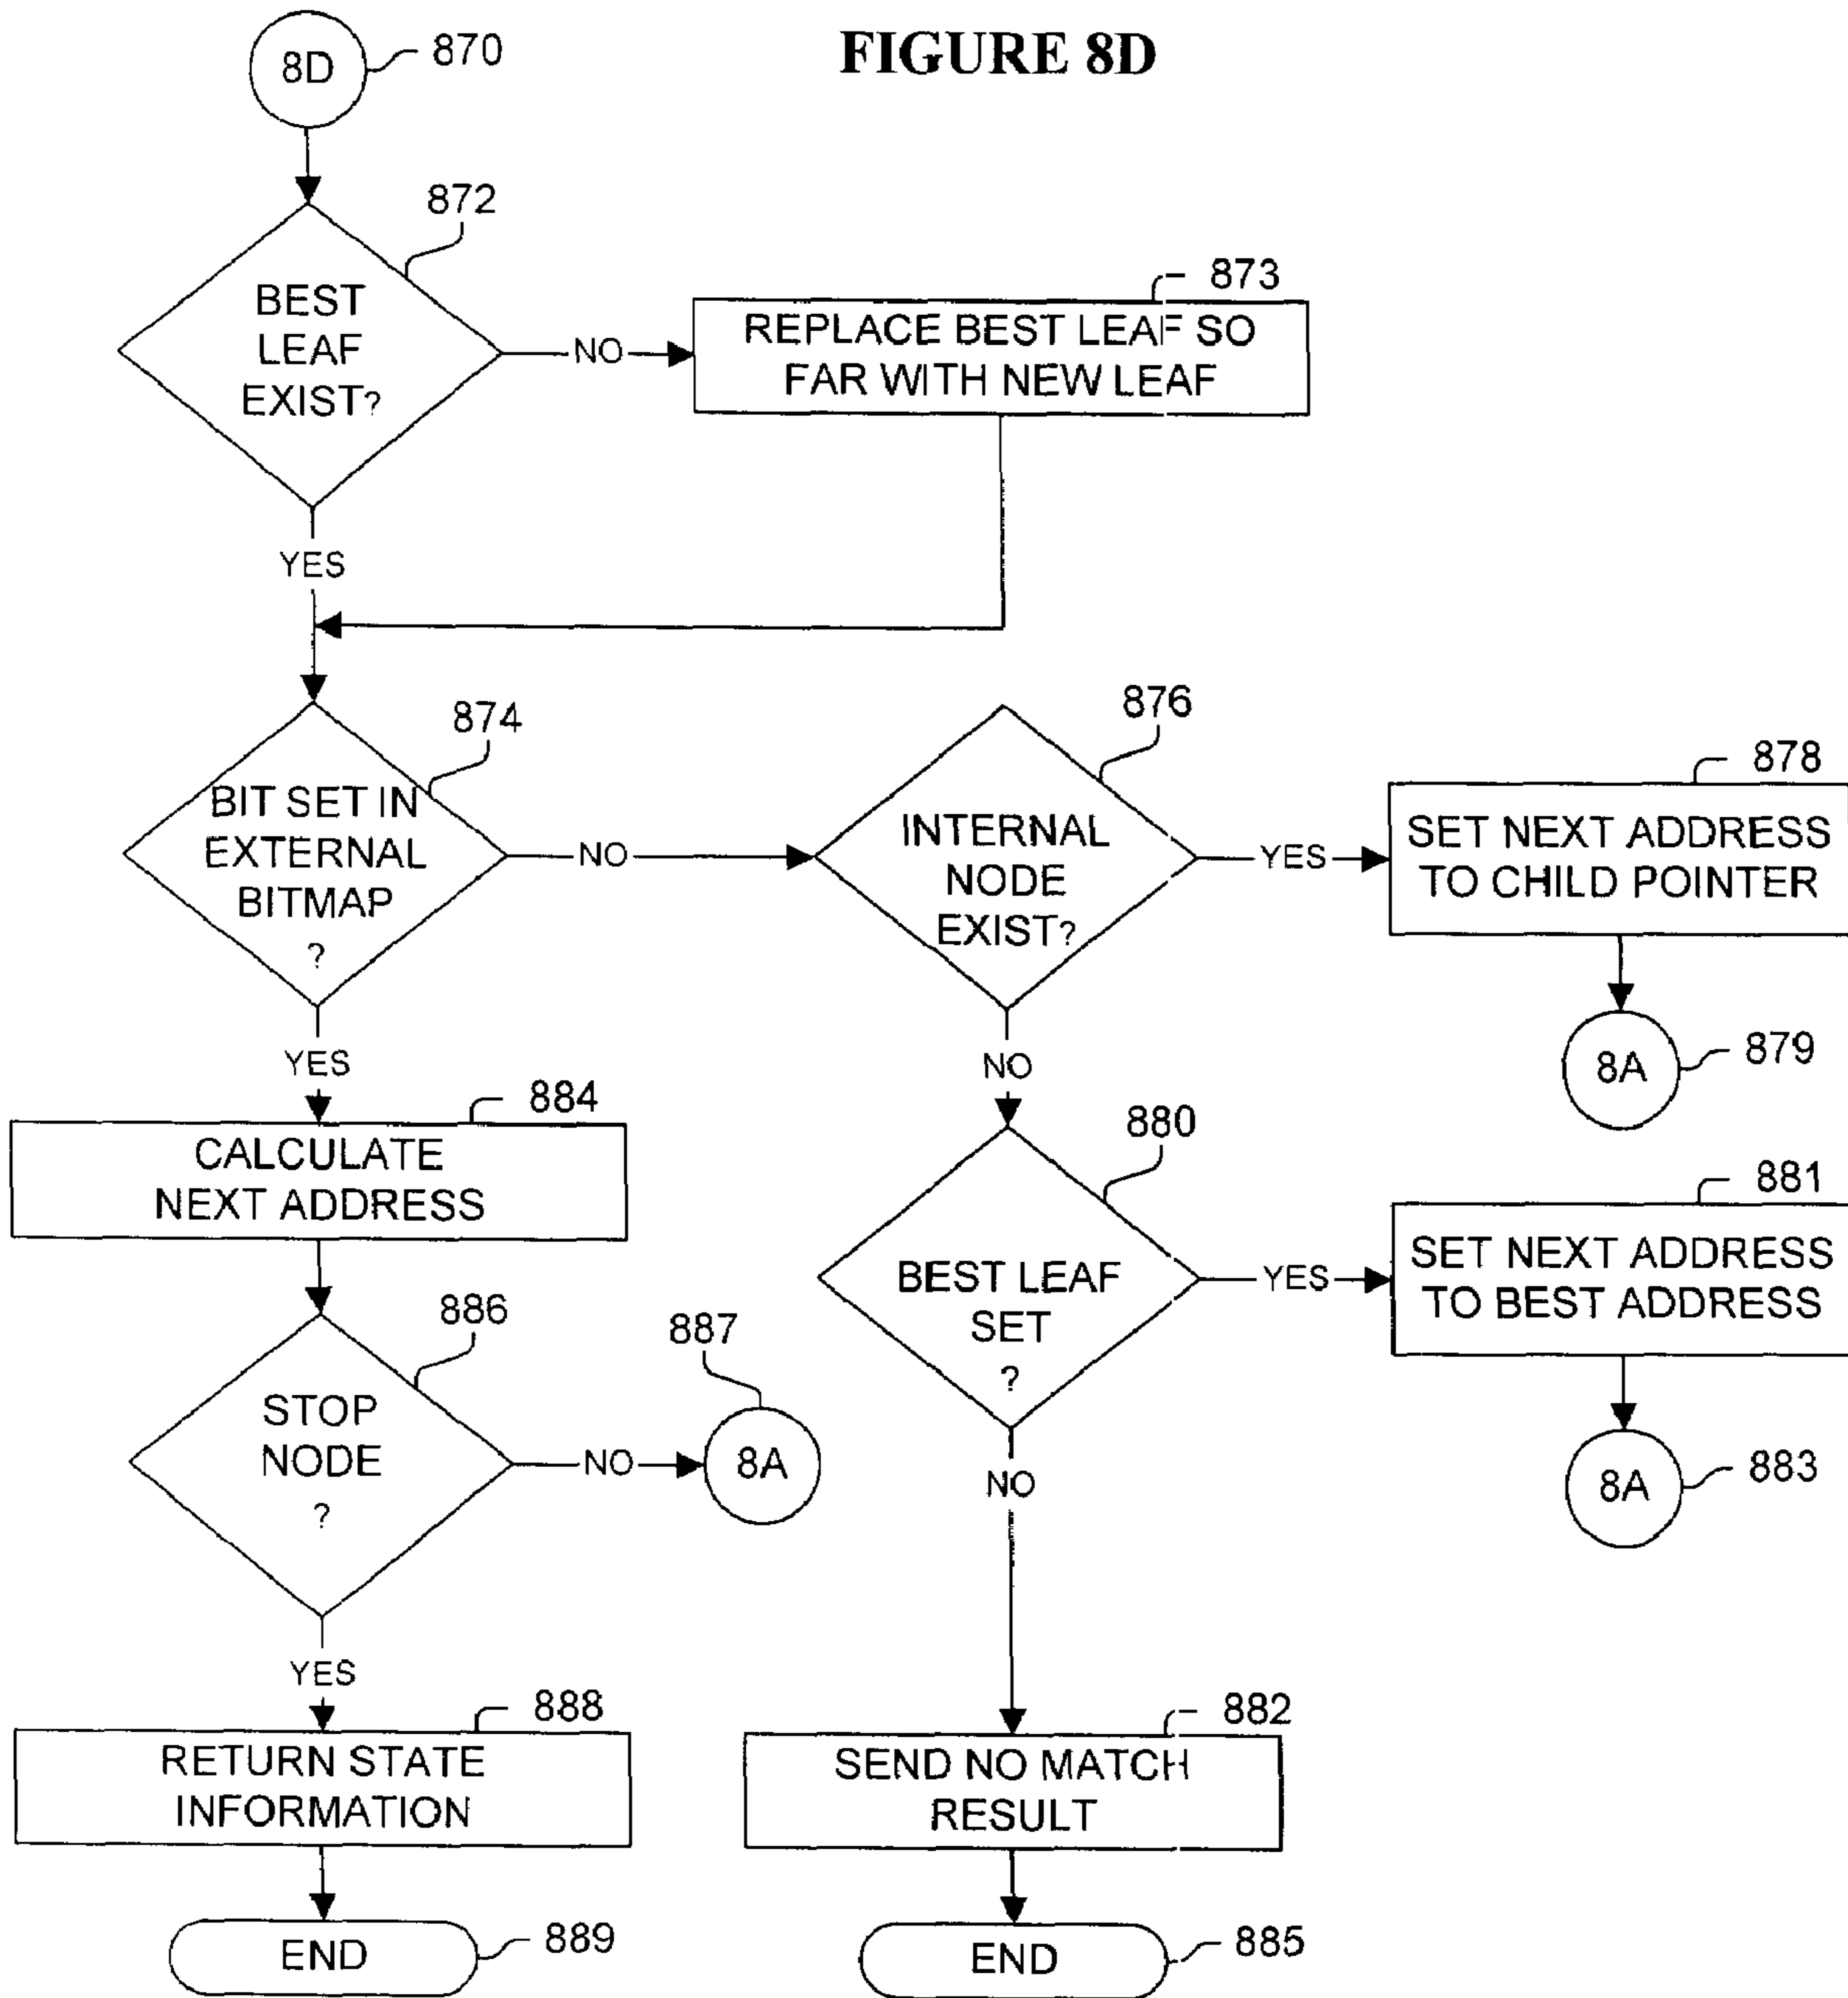 FIGURE 8D
8D
870
872
BEST
LEAF
EXIST?
NO
873
REPLACE BEST LEAF SO
FAR WITH NEW LEAF
YES
874
BIT SET IN
EXTERNAL
BITMAP
?
NO
876
INTERNAL
NODE
EXIST?
YES
878
SET NEXT ADDRESS
TO CHILD POINTER
8A
879
YES
NO
884
CALCULATE
NEXT ADDRESS
880
BEST LEAF
SET
?
YES
881
SET NEXT ADDRESS
TO BEST ADDRESS
8A
883
886
STOP
NODE
?
NO
887
8A
NO
YES
888
RETURN STATE
INFORMATION
882
SEND NO MATCH
RESULT
END
889
END
885